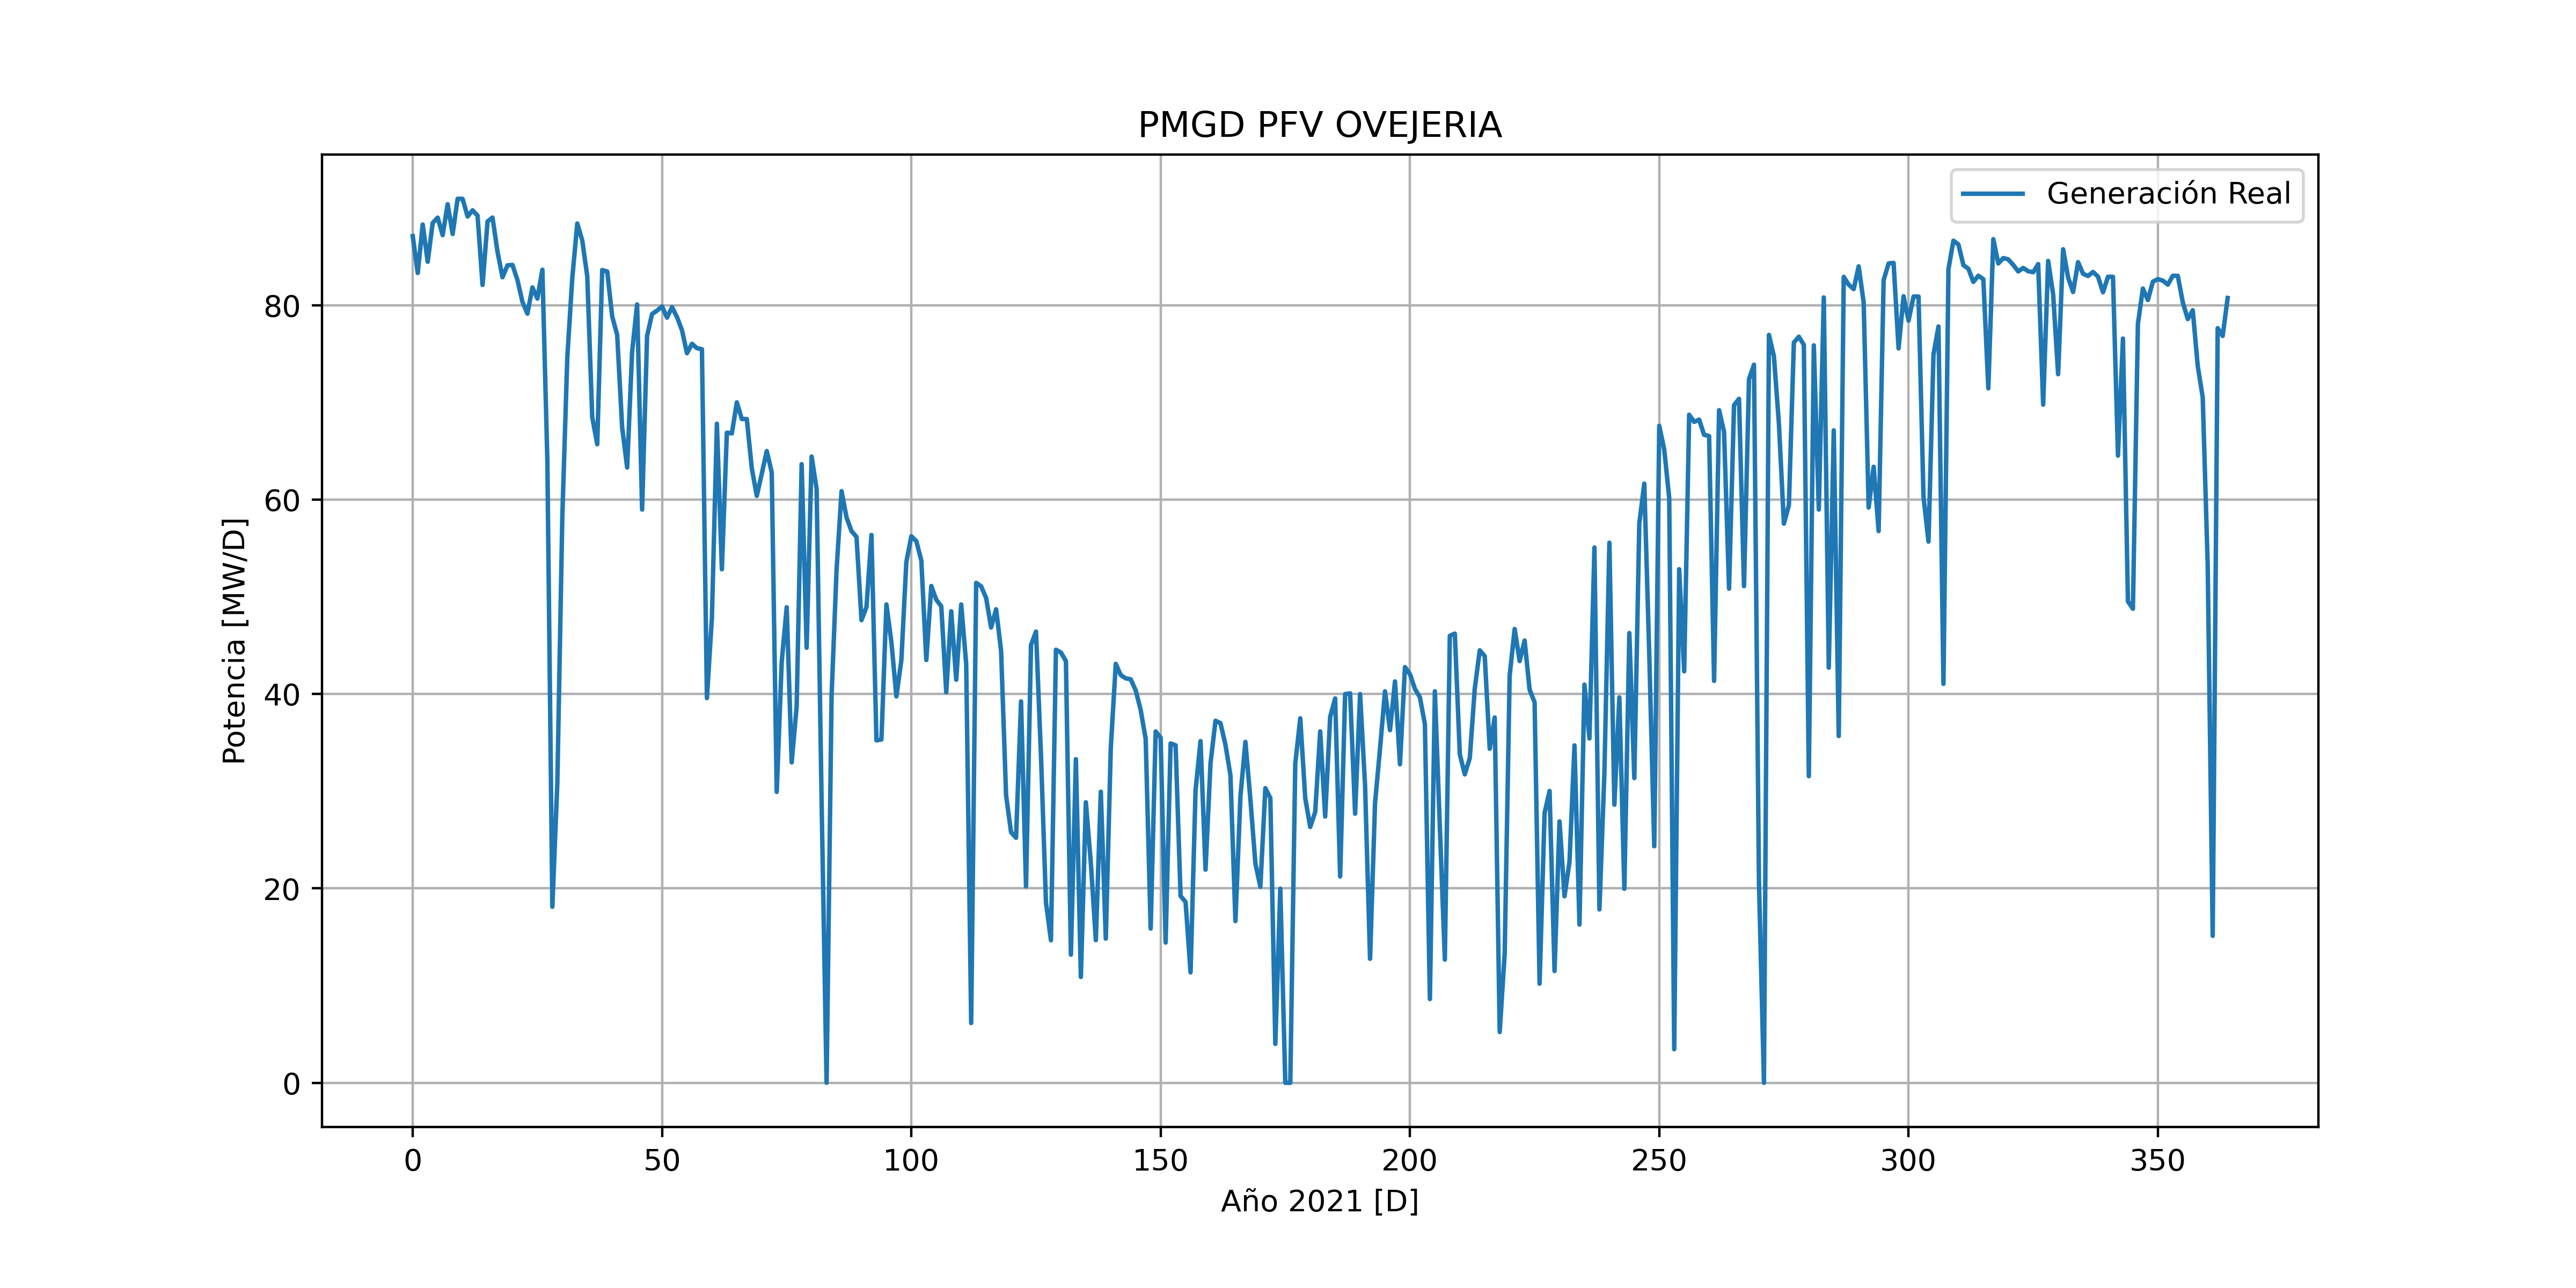 PMGD PFV OVEJERIA
Generación Real
Potencia [MW/D]
80
60
40
20
0
0 50 100 150 200 250 300 350
Año 2021 [D]